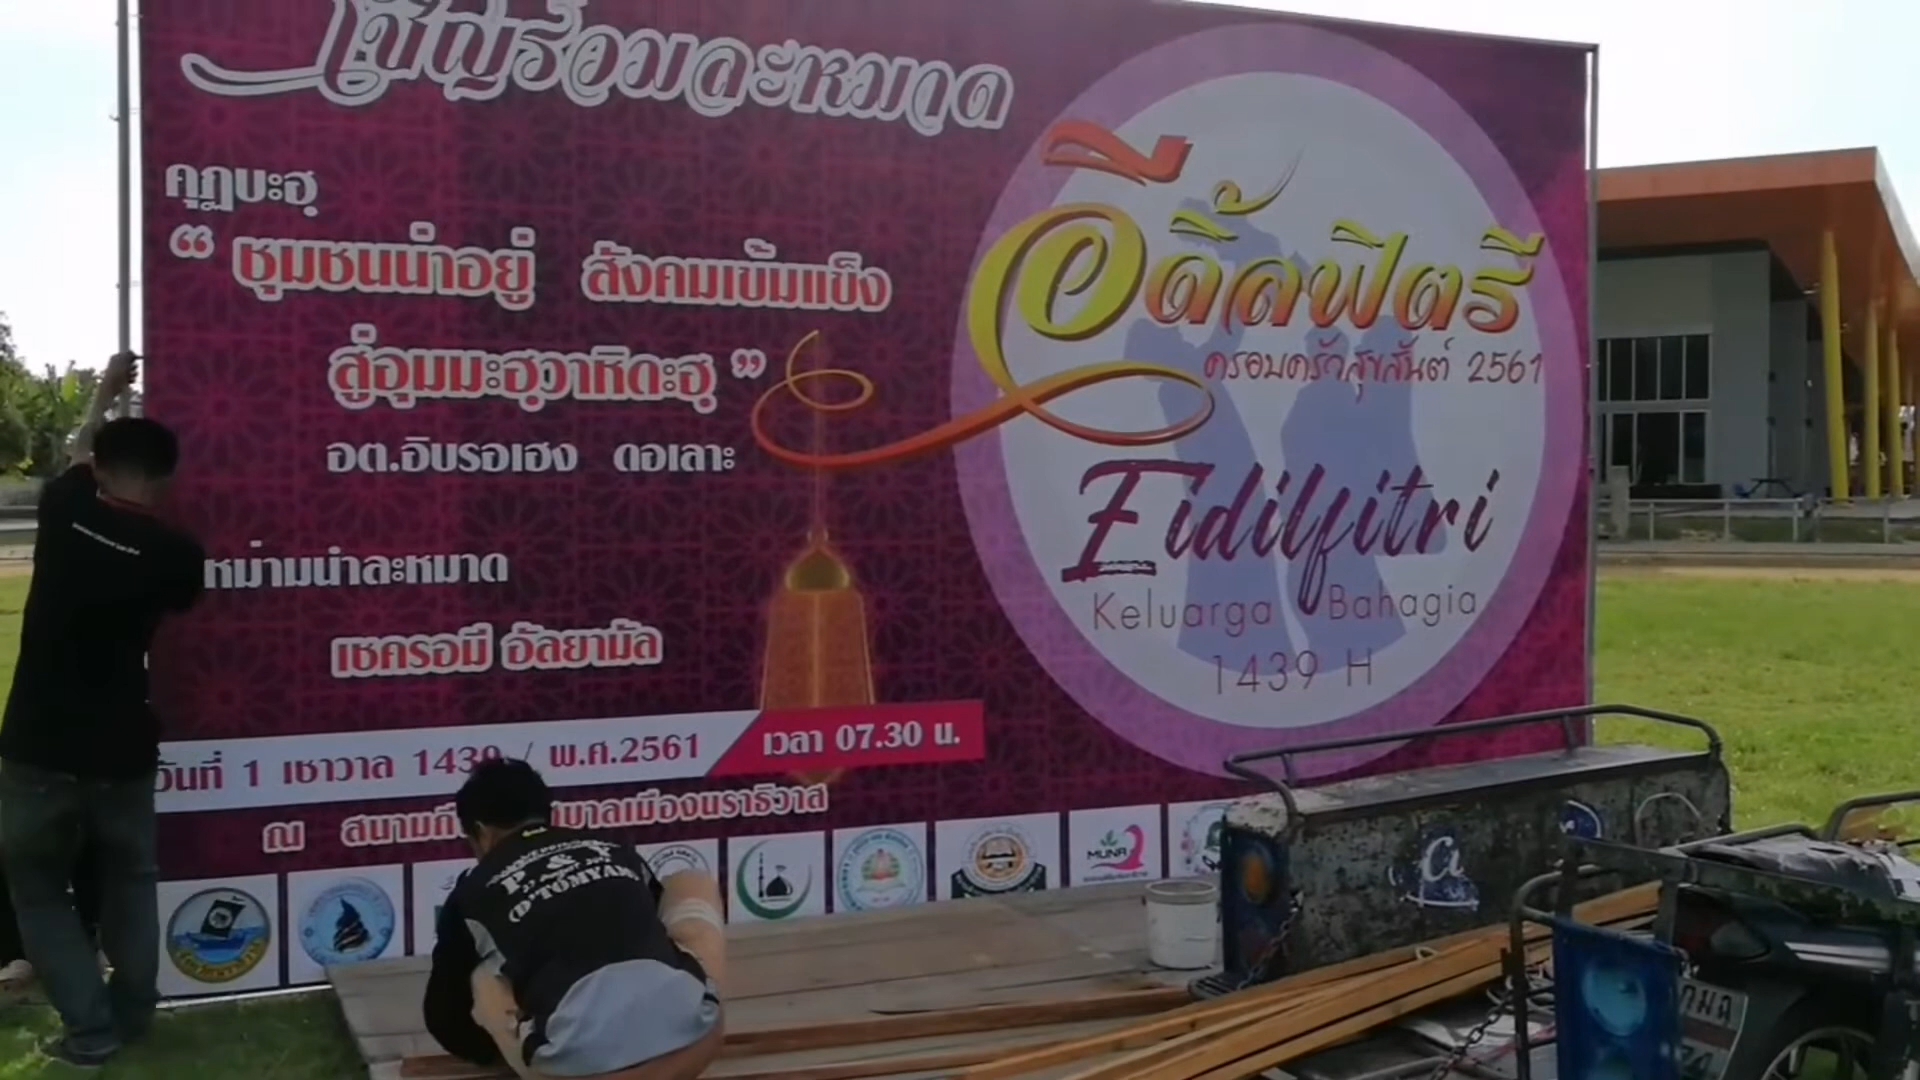 เชิญร่วมละหมาด
คุฏบะฮฺ
“ ชุมชนน่าอยู่ สังคมเข้มแข็ง
สู่อุมมะฮฺวาหิดะฮฺ ”
อต.อิบรอเฮง ดอเลาะ
หม่ามนำละหมาด
เชครอมี อัลยามัล
วันที่ 1 เชาวาล 1439 / พ.ศ.2561
เวลา 07.30 น.
ณ สนามกี บาลเมืองนราธิวาส
อีดิ้ลฟิตรี
ครอบครัวสุขสันต์ 2561
Eidilfitri
Keluarga Bahagia
1439 H
MUNA
P &
(D'TOMYAM)